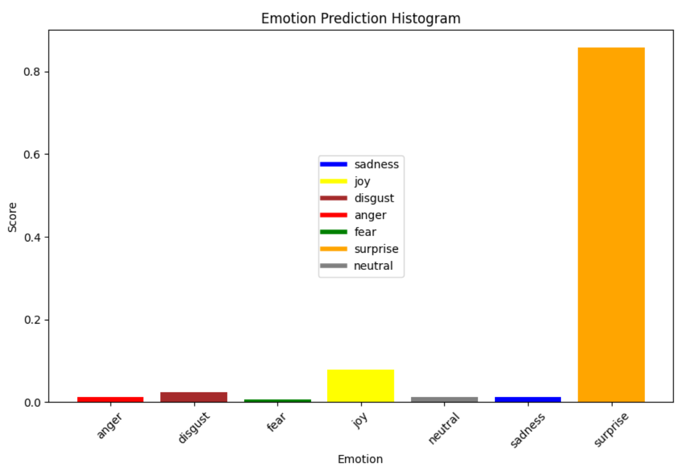 Emotion Prediction Histogram
Score
0.8
0.6
0.4
0.2
0.0
sadness
joy
disgust
anger
fear
surprise
neutral
anger
disgust
fear
joy
neutral
sadness
surprise
Emotion